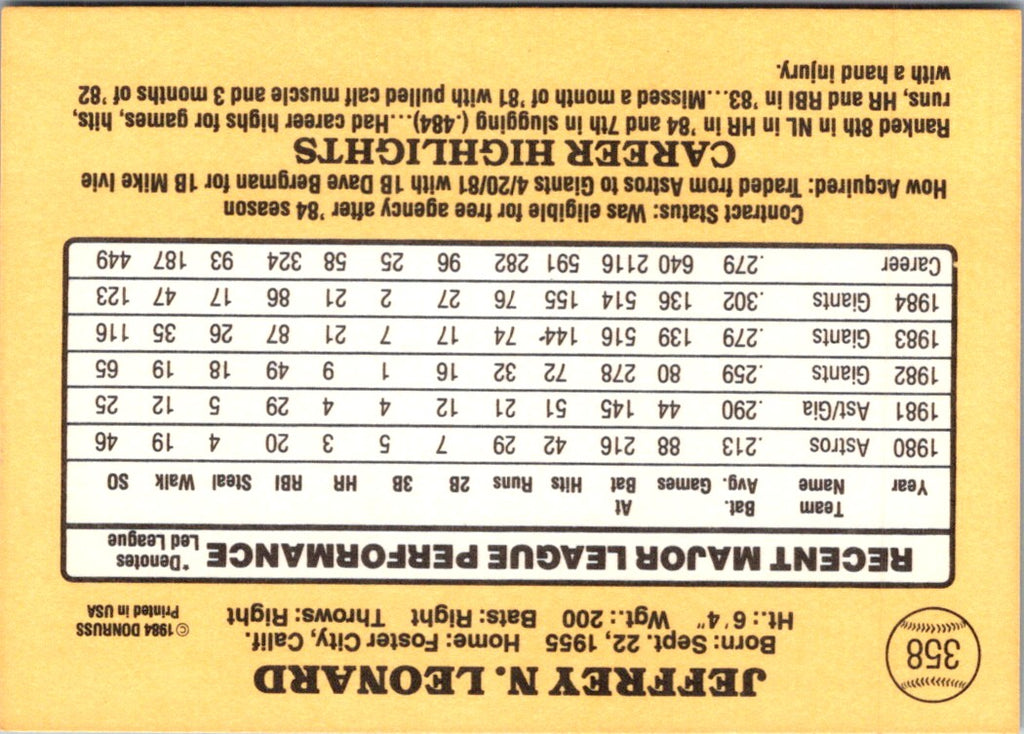 358
JEFFREY N. LEONARD
Born: Sept. 22, 1955 Home: Foster City, Calif.
Ht.: 6'4" Wgt.: 200 Bats: Right Throws: Right
©1984 DONRUSS
Printed in USA
RECENT MAJOR LEAGUE PERFORMANCE
*Denotes
Led League
Year Team Name Bat. Avg. Games At Bat Hits Runs 2B 3B HR RBI Steal Walk SO
1980 Astros .213 88 216 42 29 7 5 3 20 4 19 46
1981 Ast/Gia .290 44 145 51 21 12 4 4 29 5 12 25
1982 Giants .259 80 278 72 32 16 1 9 49 18 19 65
1983 Giants .279 139 516 144 74 17 7 21 87 26 35 116
1984 Giants .302 136 514 155 76 27 2 21 86 17 47 123
Career .279 640 2116 591 282 96 25 58 324 93 187 449
Contract Status: Was eligible for free agency after '84 season
How Acquired: Traded from Astros to Giants 4/20/81 with 1B Dave Bergman for 1B Mike Ivie
CAREER HIGHLIGHTS
Ranked 8th in NL in HR in '84 and 7th in slugging (.484)...Had career highs for games, hits,
runs, HR and RBI in '83...Missed a month of '81 with pulled calf muscle and 3 months of '82
with a hand injury.